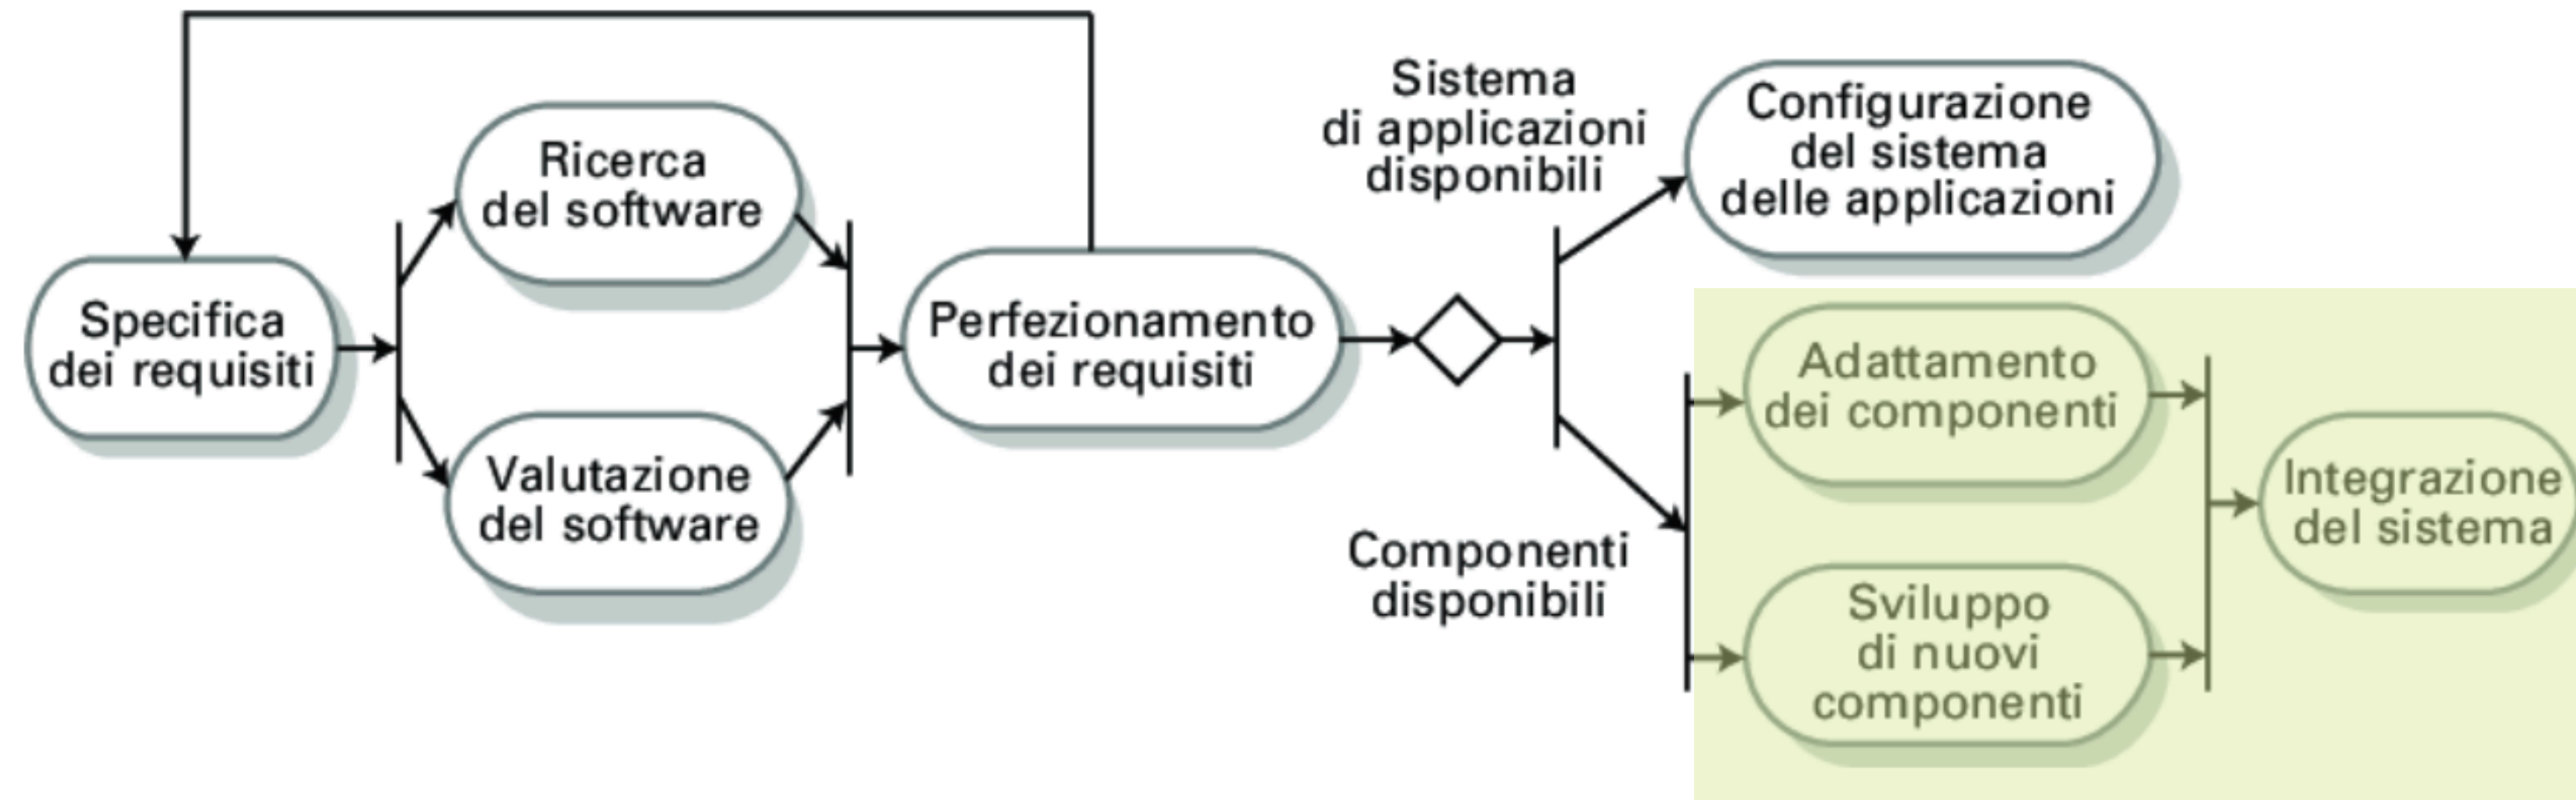 Specifica
dei requisiti
Ricerca
del software
Valutazione
del software
Perfezionamento
dei requisiti
Sistema
di applicazioni
disponibili
Configurazione
del sistema
delle applicazioni
Componenti
disponibili
Adattamento
dei componenti
Sviluppo
di nuovi
componenti
Integrazione
del sistema